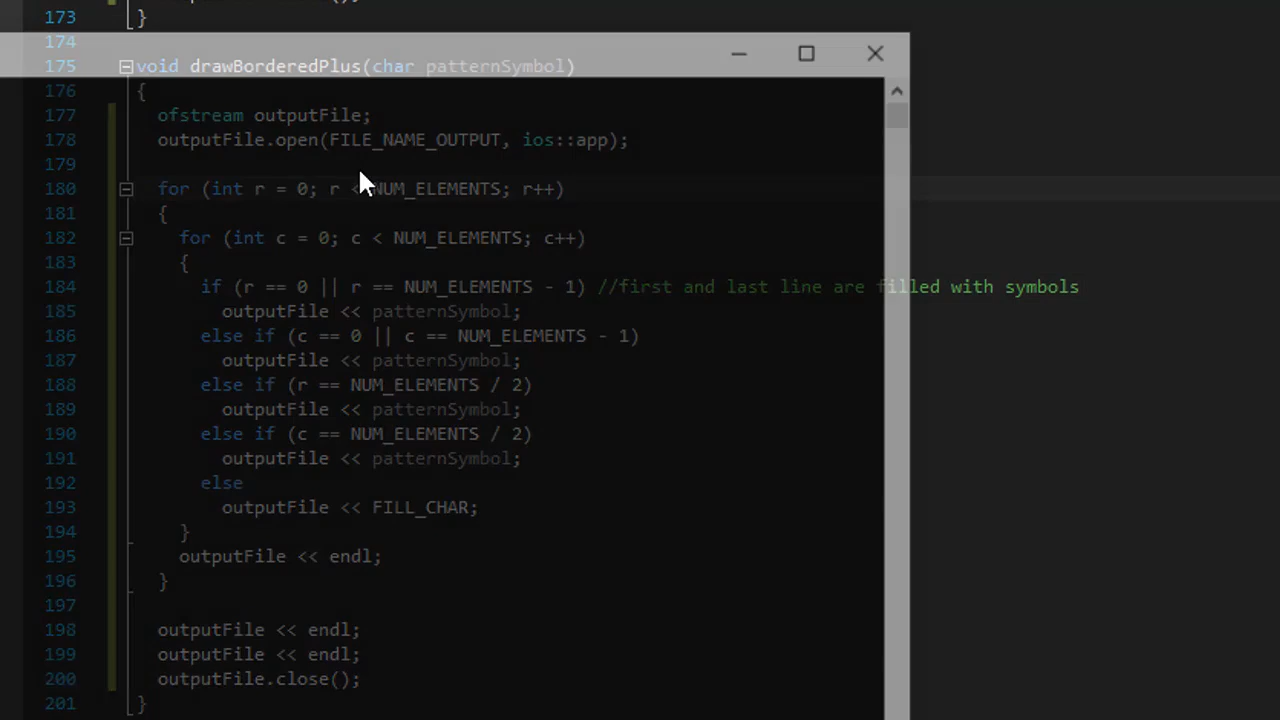 173 }
174
175 void drawBorderedPlus(char patternSymbol)
176 {
177 ofstream outputFile;
178 outputFile.open(FILE_NAME_OUTPUT, ios::app);
179
180 for (int r = 0; r < NUM_ELEMENTS; r++)
181 {
182 for (int c = 0; c < NUM_ELEMENTS; c++)
183 {
184 if (r == 0 || r == NUM_ELEMENTS - 1) //first and last line are filled with symbols
185 outputFile << patternSymbol;
186 else if (c == 0 || c == NUM_ELEMENTS - 1)
187 outputFile << patternSymbol;
188 else if (r == NUM_ELEMENTS / 2)
189 outputFile << patternSymbol;
190 else if (c == NUM_ELEMENTS / 2)
191 outputFile << patternSymbol;
192 else
193 outputFile << FILL_CHAR;
194 }
195 outputFile << endl;
196 }
197
198 outputFile << endl;
199 outputFile << endl;
200 outputFile.close();
201 }